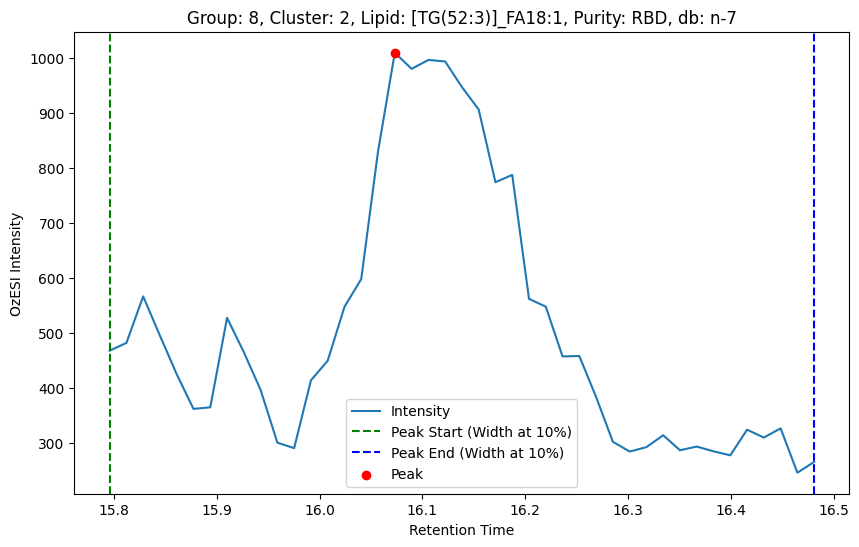 Group: 8, Cluster: 2, Lipid: [TG(52:3)]_FA18:1, Purity: RBD, db: n-7
OzESI Intensity
1000
900
800
700
600
500
400
300
Intensity
Peak Start (Width at 10%)
Peak End (Width at 10%)
Peak
15.8 15.9 16.0 16.1 16.2 16.3 16.4 16.5
Retention Time